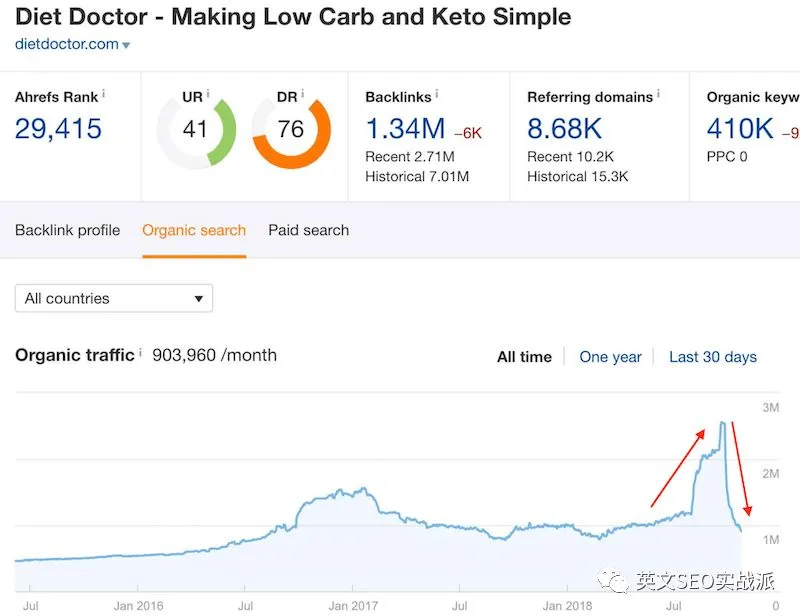 Diet Doctor - Making Low Carb and Keto Simple
dietdoctor.com
Ahrefs Rank i
29,415
UR i
41
DR i
76
Backlinks i
1.34M -6K
Recent 2.71M
Historical 7.01M
Referring domains i
8.68K
Recent 10.2K
Historical 15.3K
Organic keyw
410K -9.
PPC 0
Backlink profile Organic search Paid search
All countries
Organic traffic i 903,960 /month
All time One year Last 30 days
3M
2M
1M
0
Jul Jan 2016 Jul Jan 2017 Jul Jan 2018 Jul
英文SEO实战派